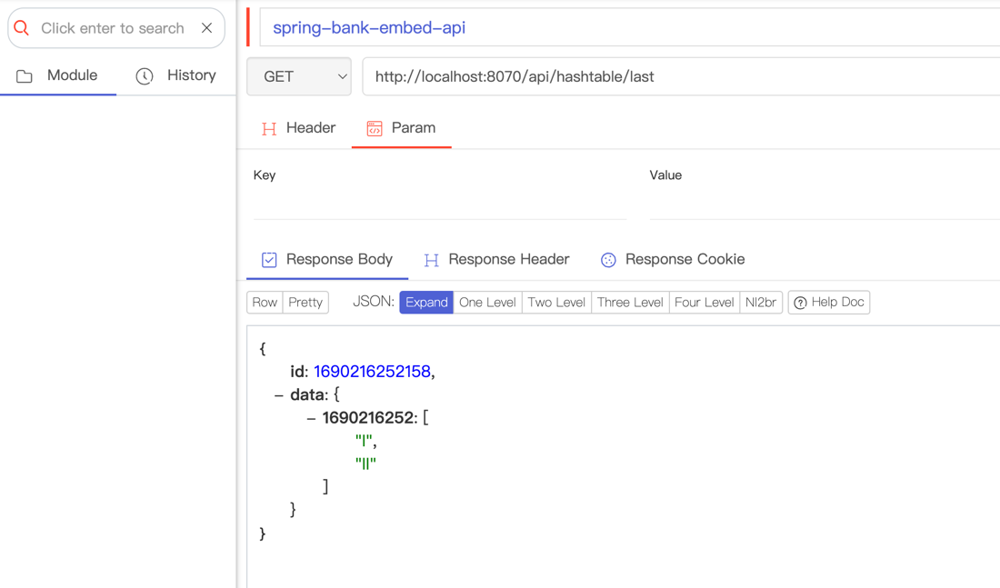 Click enter to search
Module History
spring-bank-embed-api
GET http://localhost:8070/api/hashtable/last
Header Param
Key Value
Response Body Response Header Response Cookie
Row Pretty JSON: Expand One Level Two Level Three Level Four Level Nl2br Help Doc
{
id: 1690216252158,
– data: {
– 1690216252: [
"I",
"II"
]
}
}